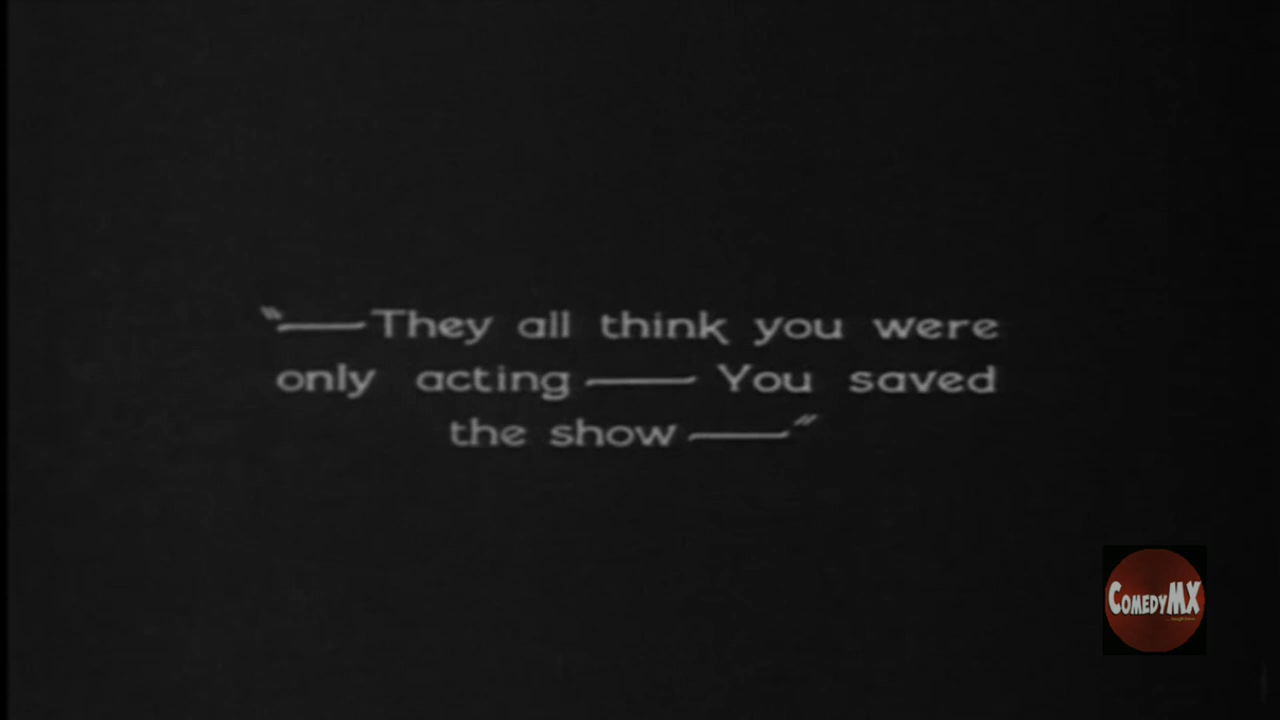 "—They all think you were
only acting — You saved
the show —"
COMEDYMX